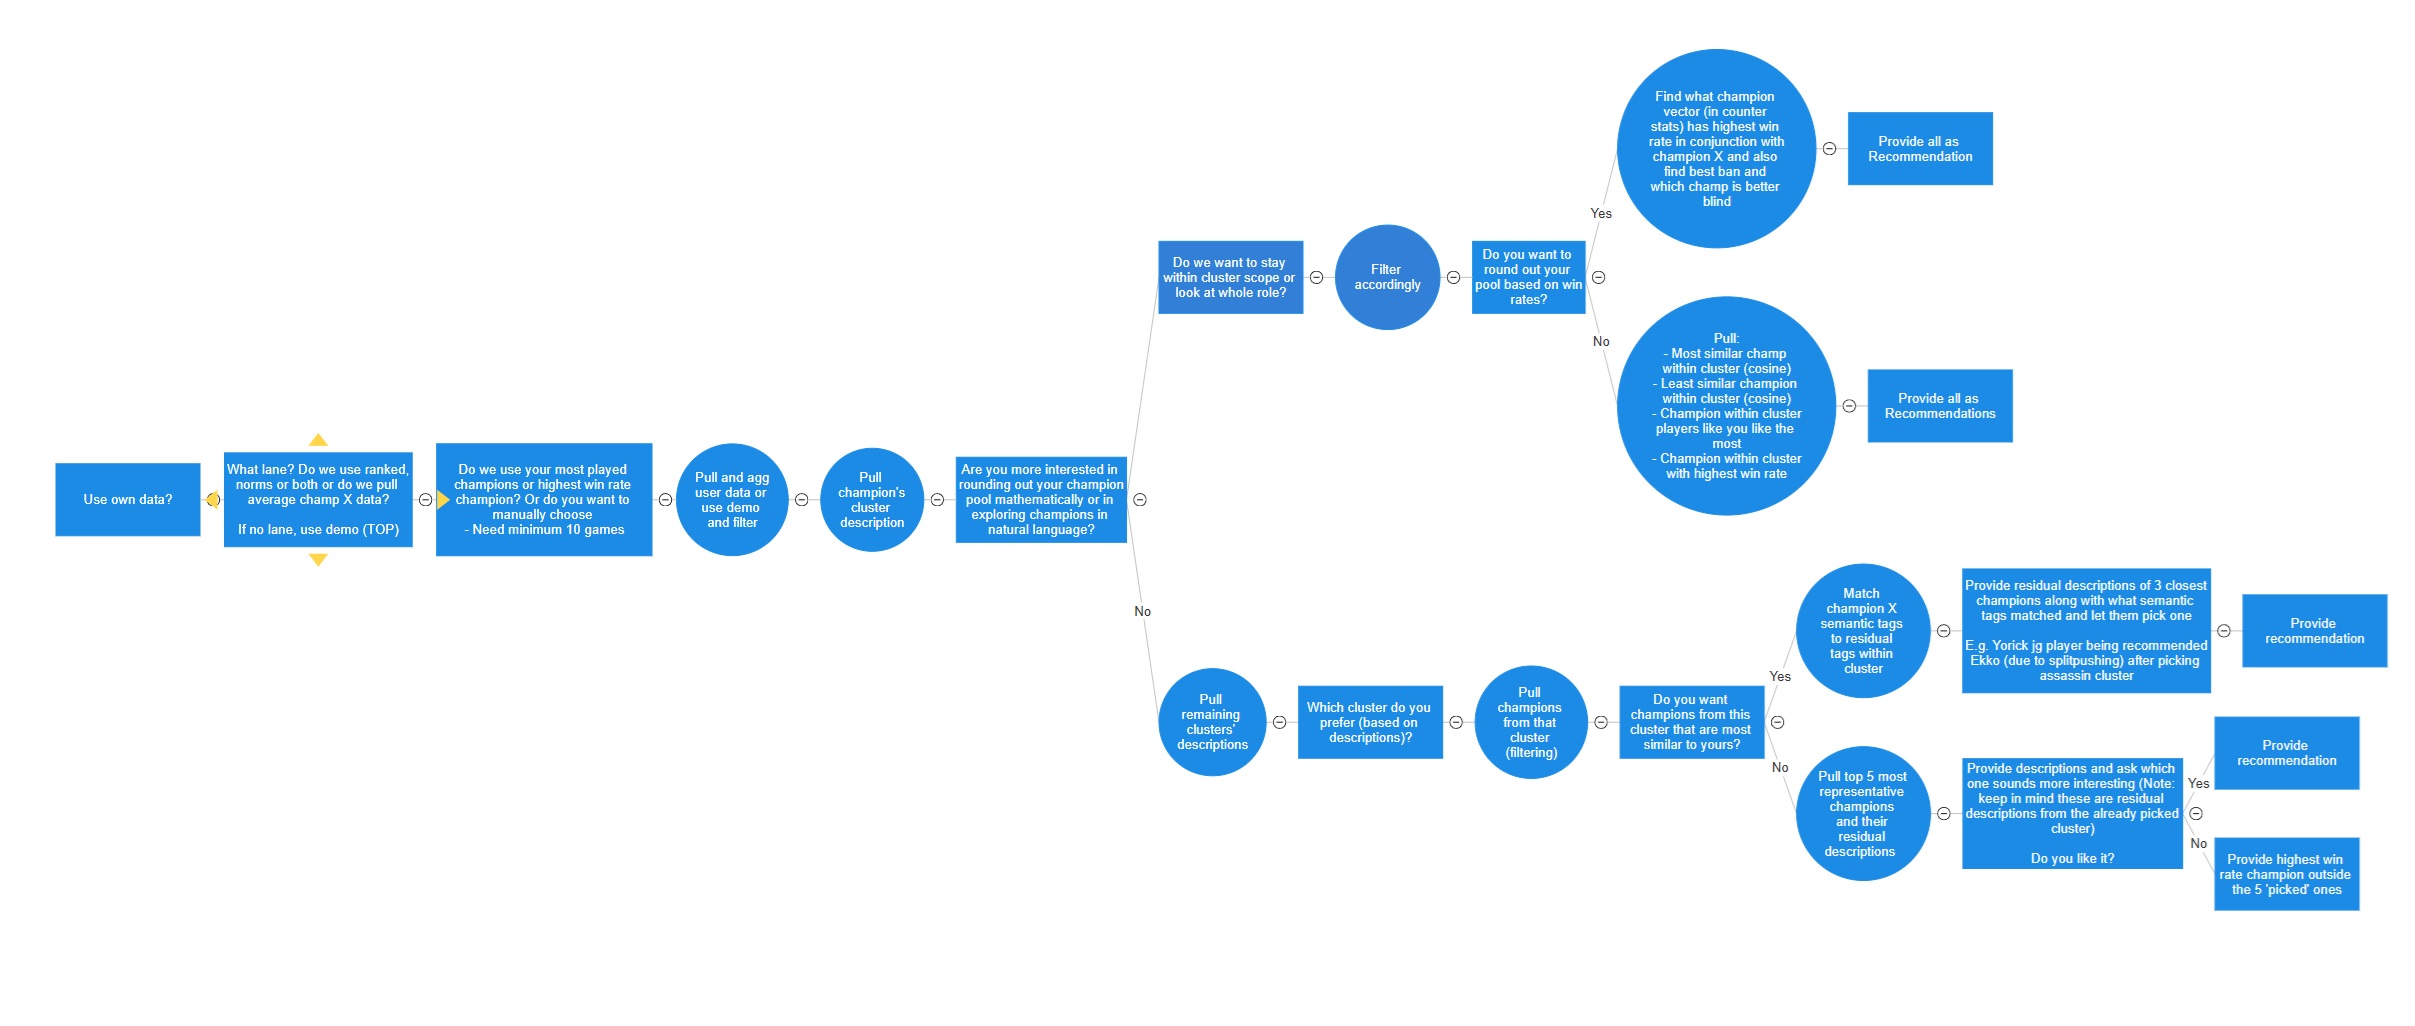 Use own data?
What lane? Do we use ranked,
norms or both or do we pull
average champ X data?
If no lane, use demo (TOP)
Do we use your most played
champions or highest win rate
champion? Or do you want to
manually choose
- Need minimum 10 games
Pull and agg
user data or
use demo
and filter
Pull
champion's
cluster
description
Are you more interested in
rounding out your champion
pool mathematically or in
exploring champions in
natural language?
Do we want to stay
within cluster scope or
look at whole role?
Filter
accordingly
Do you want to
round out your
pool based on win
rates?
Yes
Find what champion
vector (in counter
stats) has highest win
rate in conjunction with
champion X and also
find best ban and
which champ is better
blind
Provide all as
Recommendation
No
Pull:
- Most similar champ
within cluster (cosine)
- Least similar champion
within cluster (cosine)
- Champion within cluster
players like you like the
most
- Champion within cluster
with highest win rate
Provide all as
Recommendations
No
Pull
remaining
clusters'
descriptions
Which cluster do you
prefer (based on
descriptions)?
Pull
champions
from that
cluster
(filtering)
Do you want
champions from this
cluster that are most
similar to yours?
Yes
Match
champion X
semantic tags
to residual
tags within
cluster
Provide residual descriptions of 3 closest
champions along with what semantic
tags matched and let them pick one
E.g. Yorick jg player being recommended
Ekko (due to splitpushing) after picking
assassin cluster
Provide
recommendation
No
Pull top 5 most
representative
champions
and their
residual
descriptions
Provide descriptions and ask which
one sounds more interesting (Note:
keep in mind these are residual
descriptions from the already picked
cluster)
Do you like it?
Yes
Provide
recommendation
No
Provide highest win
rate champion outside
the 5 'picked' ones